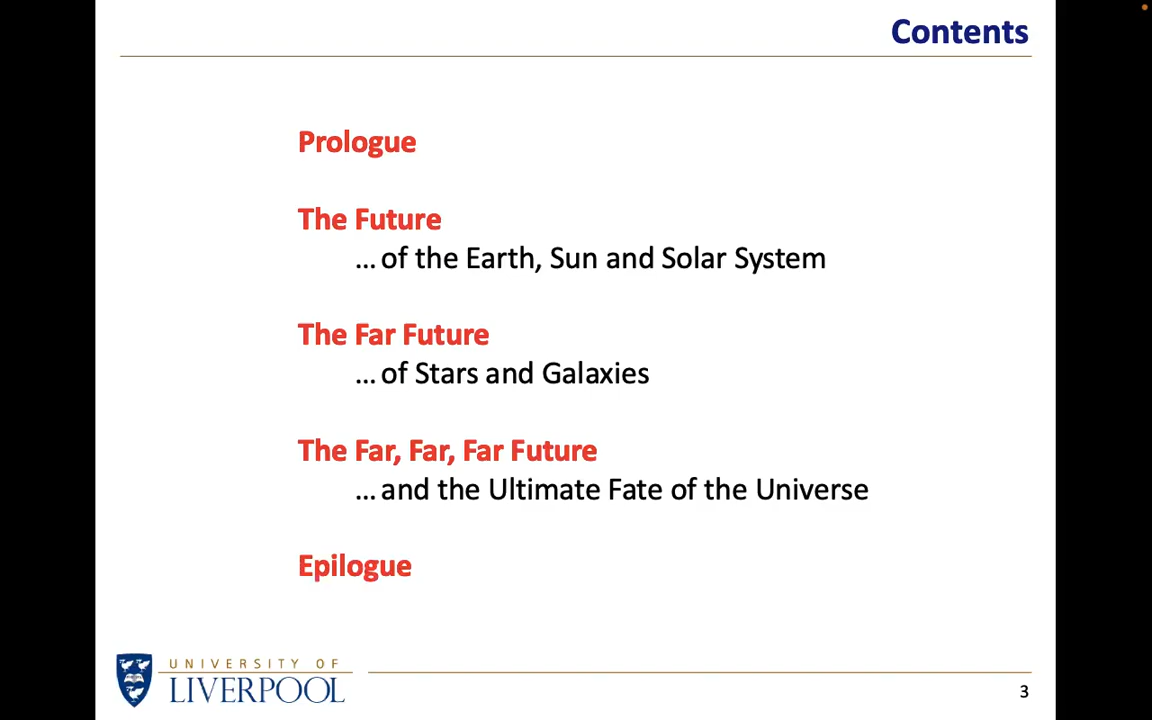 Contents
Prologue
The Future
... of the Earth, Sun and Solar System
The Far Future
... of Stars and Galaxies
The Far, Far, Far Future
... and the Ultimate Fate of the Universe
Epilogue
UNIVERSITY OF
LIVERPOOL
3